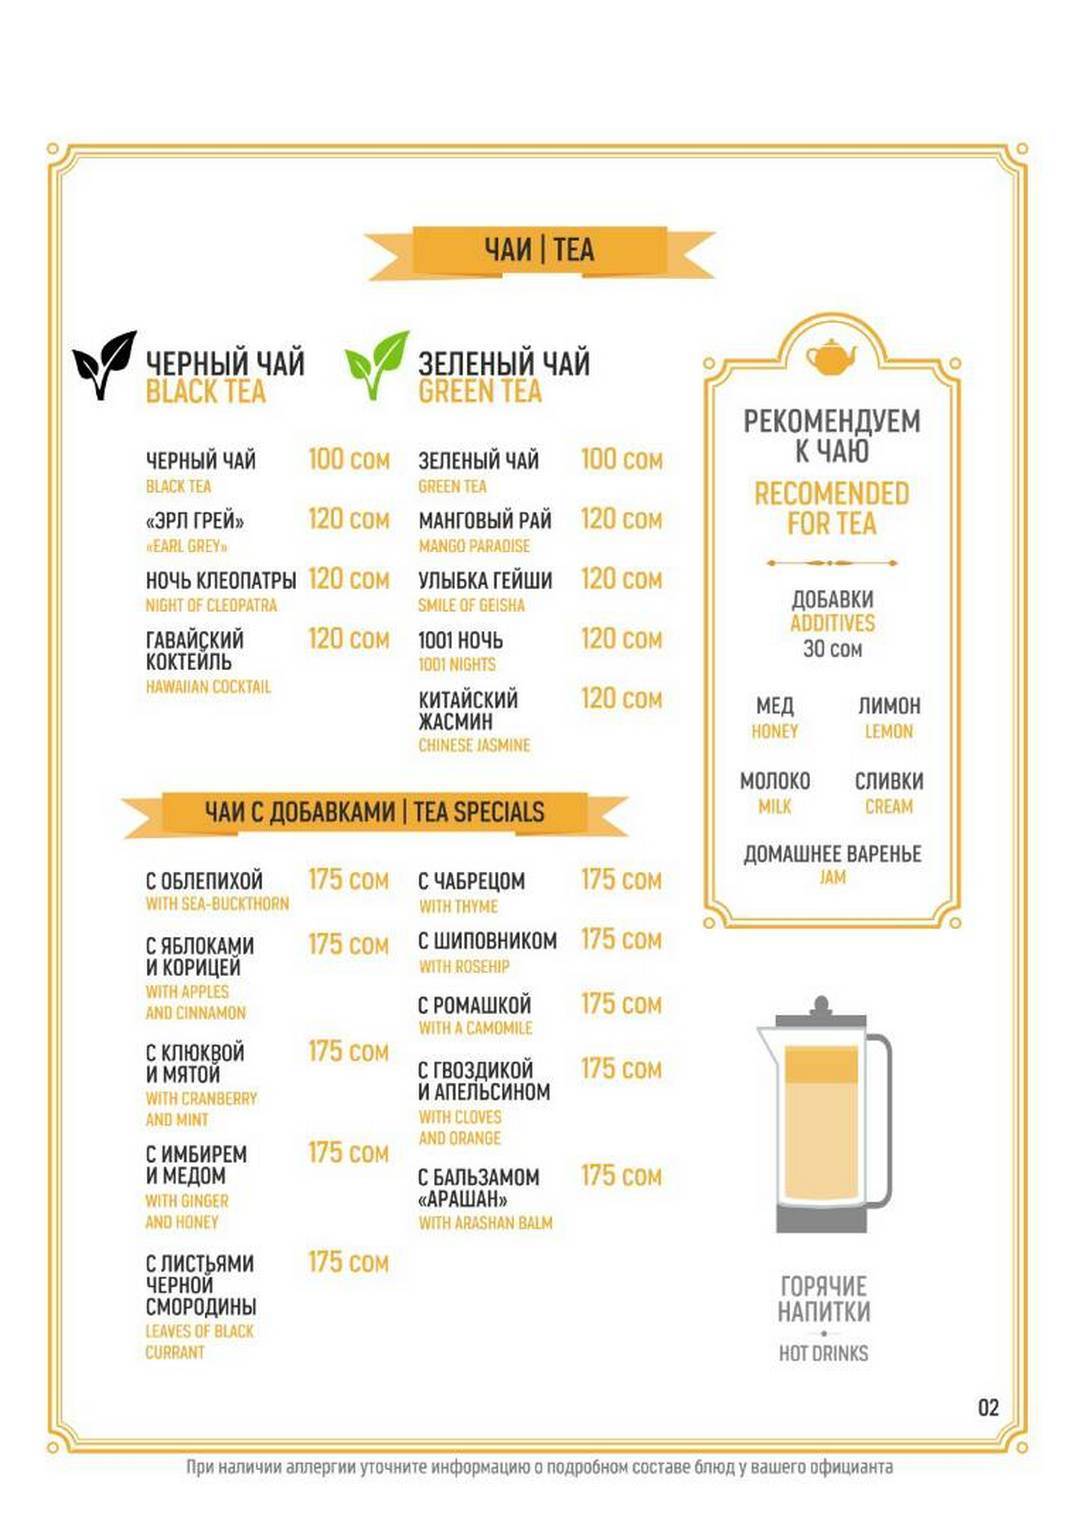 ЧАИ | TEA
ЧЕРНЫЙ ЧАЙ
BLACK TEA
ЧЕРНЫЙ ЧАЙ 100 СОМ
BLACK TEA
«ЭРЛ ГРЕЙ» 120 СОМ
«EARL GREY»
НОЧЬ КЛЕОПАТРЫ 120 СОМ
NIGHT OF CLEOPATRA
ГАВАЙСКИЙ 120 СОМ
КОКТЕЙЛЬ
HAWAIIAN COCKTAIL
ЗЕЛЕНЫЙ ЧАЙ
GREEN TEA
ЗЕЛЕНЫЙ ЧАЙ 100 СОМ
GREEN TEA
МАНГОВЫЙ РАЙ 120 СОМ
MANGO PARADISE
УЛЫБКА ГЕЙШИ 120 СОМ
SMILE OF GEISHA
1001 НОЧЬ 120 СОМ
1001 NIGHTS
КИТАЙСКИЙ 120 СОМ
ЖАСМИН
CHINESE JASMINE
ЧАИ С ДОБАВКАМИ | TEA SPECIALS
С ОБЛЕПИХОЙ 175 СОМ
WITH SEA-BUCKTHORN
С ЯБЛОКАМИ 175 СОМ
И КОРИЦЕЙ
WITH APPLES
AND CINNAMON
С КЛЮКВОЙ 175 СОМ
И МЯТОЙ
WITH CRANBERRY
AND MINT
С ИМБИРЕМ 175 СОМ
И МЕДОМ
WITH GINGER
AND HONEY
С ЛИСТЬЯМИ 175 СОМ
ЧЕРНОЙ
СМОРОДИНЫ
LEAVES OF BLACK
CURRANT
С ЧАБРЕЦОМ 175 СОМ
WITH THYME
С ШИПОВНИКОМ 175 СОМ
WITH ROSEHIP
С РОМАШКОЙ 175 СОМ
WITH A CAMOMILE
С ГВОЗДИКОЙ 175 СОМ
И АПЕЛЬСИНОМ
WITH CLOVES
AND ORANGE
С БАЛЬЗАМОМ 175 СОМ
«АРАШАН»
WITH ARASHAN BALM
РЕКОМЕНДУЕМ
К ЧАЮ
RECOMENDED
FOR TEA
ДОБАВКИ
ADDITIVES
30 СОМ
МЕД ЛИМОН
HONEY LEMON
МОЛОКО СЛИВКИ
MILK CREAM
ДОМАШНЕЕ ВАРЕНЬЕ
JAM
ГОРЯЧИЕ
НАПИТКИ
HOT DRINKS
02
При наличии аллергии уточните информацию о подробном составе блюд у вашего официанта